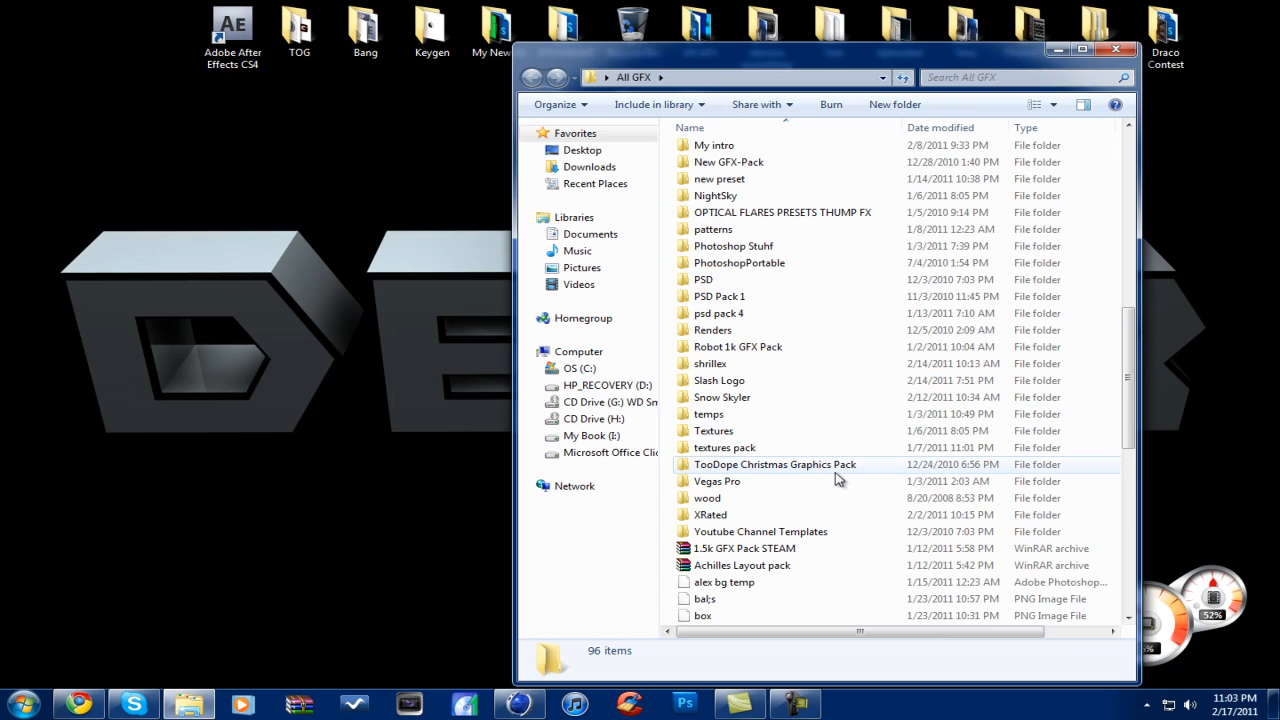 Adobe After
Effects CS4
TOG
Bang
Keygen
My New
Draco
Contest
All GFX
Search All GFX
Organize
Include in library
Share with
Burn
New folder
Favorites
Desktop
Downloads
Recent Places
Libraries
Documents
Music
Pictures
Videos
Homegroup
Computer
OS (C:)
HP_RECOVERY (D:)
CD Drive (G:) WD Sm
CD Drive (H:)
My Book (I:)
Microsoft Office Clic
Network
Name Date modified Type
My intro 2/8/2011 9:33 PM File folder
New GFX-Pack 12/28/2010 1:40 PM File folder
new preset 1/14/2011 10:38 PM File folder
NightSky 1/6/2011 8:05 PM File folder
OPTICAL FLARES PRESETS THUMP FX 1/5/2010 9:14 PM File folder
patterns 1/8/2011 12:23 AM File folder
Photoshop Stuhf 1/3/2011 7:39 PM File folder
PhotoshopPortable 7/4/2010 1:54 PM File folder
PSD 12/3/2010 7:03 PM File folder
PSD Pack 1 11/3/2010 11:45 PM File folder
psd pack 4 1/13/2011 7:10 AM File folder
Renders 12/5/2010 2:09 AM File folder
Robot 1k GFX Pack 1/2/2011 10:04 AM File folder
shrillex 2/14/2011 10:13 AM File folder
Slash Logo 2/14/2011 7:51 PM File folder
Snow Skyler 2/12/2011 10:34 AM File folder
temps 1/3/2011 10:49 PM File folder
Textures 1/6/2011 8:05 PM File folder
textures pack 1/7/2011 11:01 PM File folder
TooDope Christmas Graphics Pack 12/24/2010 6:56 PM File folder
Vegas Pro 1/3/2011 2:03 AM File folder
wood 8/20/2008 8:53 PM File folder
XRated 2/2/2011 10:15 PM File folder
Youtube Channel Templates 12/3/2010 7:03 PM File folder
1.5k GFX Pack STEAM 1/12/2011 5:58 PM WinRAR archive
Achilles Layout pack 1/12/2011 5:42 PM WinRAR archive
alex bg temp 1/15/2011 12:23 AM Adobe Photoshop...
bal;s 1/23/2011 10:57 PM PNG Image File
box 1/23/2011 10:31 PM PNG Image File
96 items
52%
11:03 PM
2/17/2011